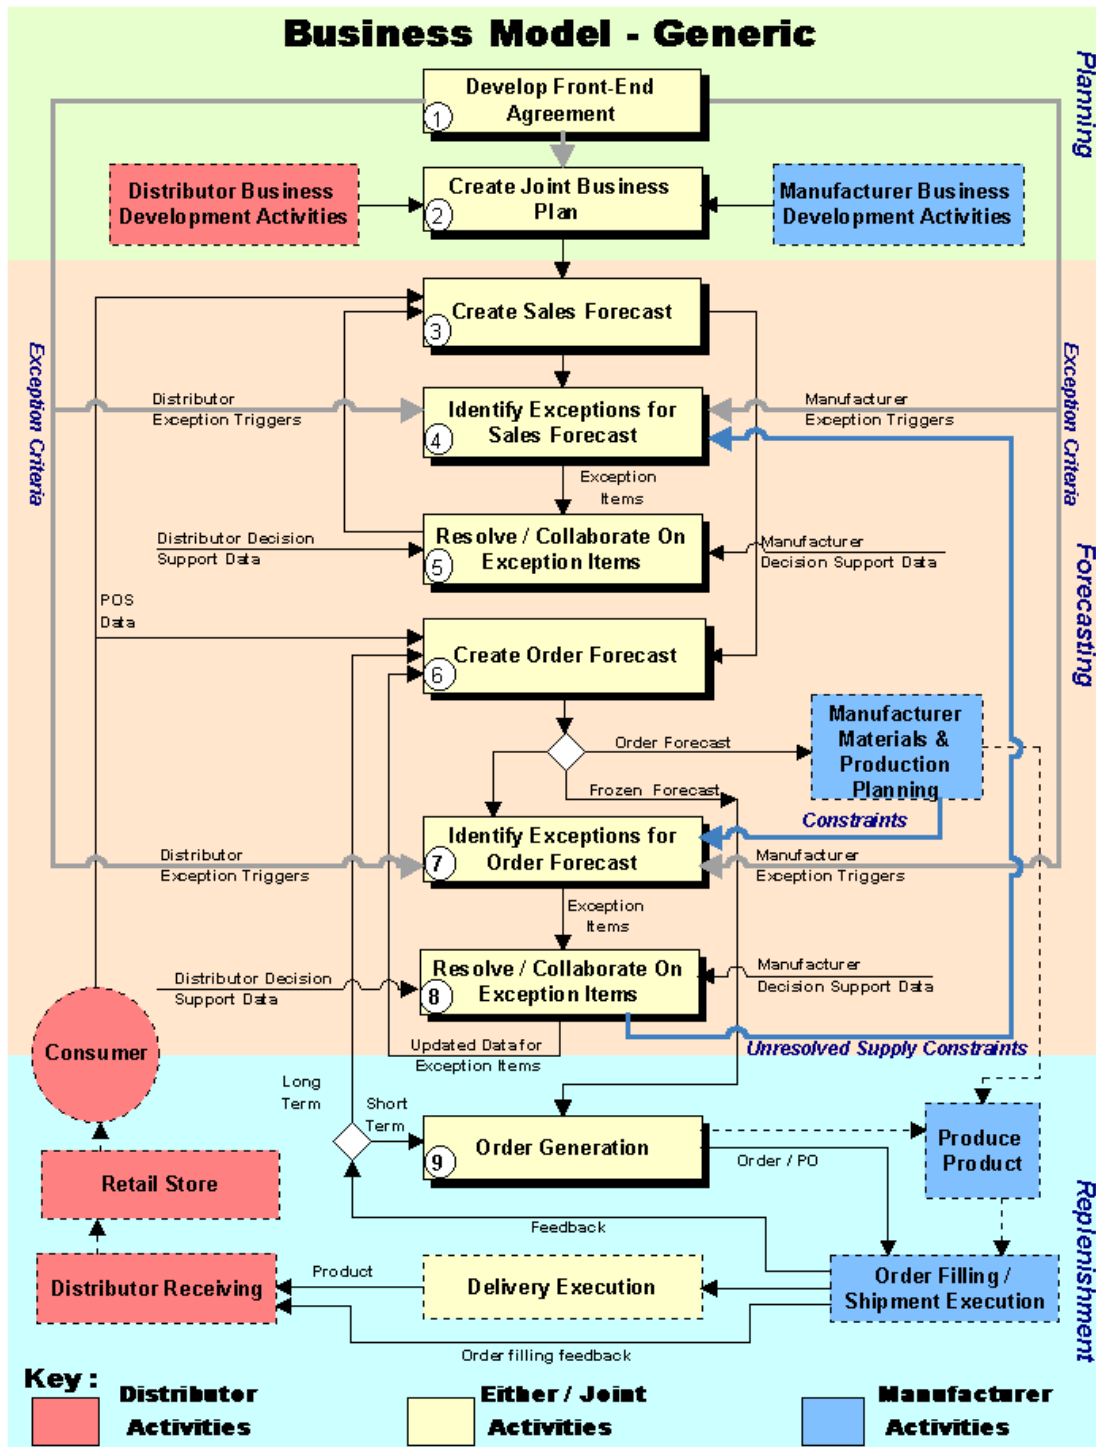 Business Model - Generic
Planning
Develop Front-End
Agreement
1
Distributor Business
Development Activities
Create Joint Business
Plan
2
Manufacturer Business
Development Activities
Create Sales Forecast
3
Exception Criteria
Exception Criteria
Distributor
Exception Triggers
Identify Exceptions for
Sales Forecast
4
Manufacturer
Exception Triggers
Exception
Items
Distributor Decision
Support Data
Resolve / Collaborate On
Exception Items
5
Manufacturer
Decision Support Data
Forecasting
POS
Data
Create Order Forecast
6
Order Forecast
Manufacturer
Materials &
Production
Planning
Frozen Forecast
Constraints
Distributor
Exception Triggers
Identify Exceptions for
Order Forecast
7
Manufacturer
Exception Triggers
Exception
Items
Distributor Decision
Support Data
Resolve / Collaborate On
Exception Items
8
Manufacturer
Decision Support Data
Consumer
Updated Data for
Exception Items
Unresolved Supply Constraints
Long
Term
Short
Term
Order Generation
9
Order / PO
Produce
Product
Retail Store
Feedback
Replenishment
Distributor Receiving
Product
Delivery Execution
Order Filling /
Shipment Execution
Order filling feedback
Key :
Distributor
Activities
Either / Joint
Activities
Manufacturer
Activities